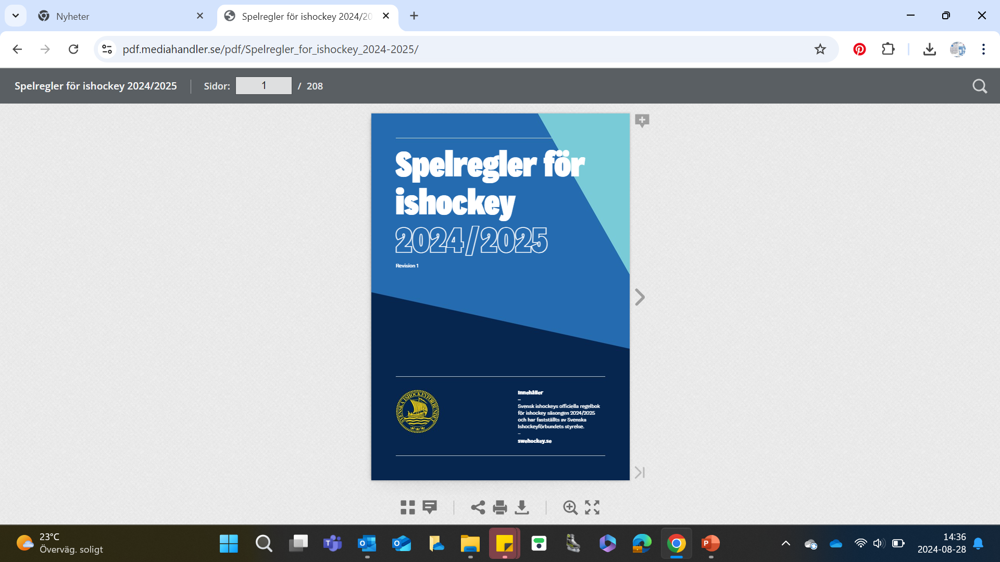 Nyheter
Spelregler för ishockey 2024/20
pdf.mediahandler.se/pdf/Spelregler_for_ishockey_2024-2025/
Spelregler för ishockey 2024/2025
Sidor: 1 / 208
Spelregler för
ishockey
2024/2025
Revision 1
SVENSKA ISHOCKEYFÖRBUNDET
Innehåller
–
Svensk ishockeys officiella regelbok
för ishockey säsongen 2024/2025
och har fastställts av Svenska
Ishockeyförbundets styrelse.
–
swehockey.se
23°C
Överväg. soligt
14:36
2024-08-28